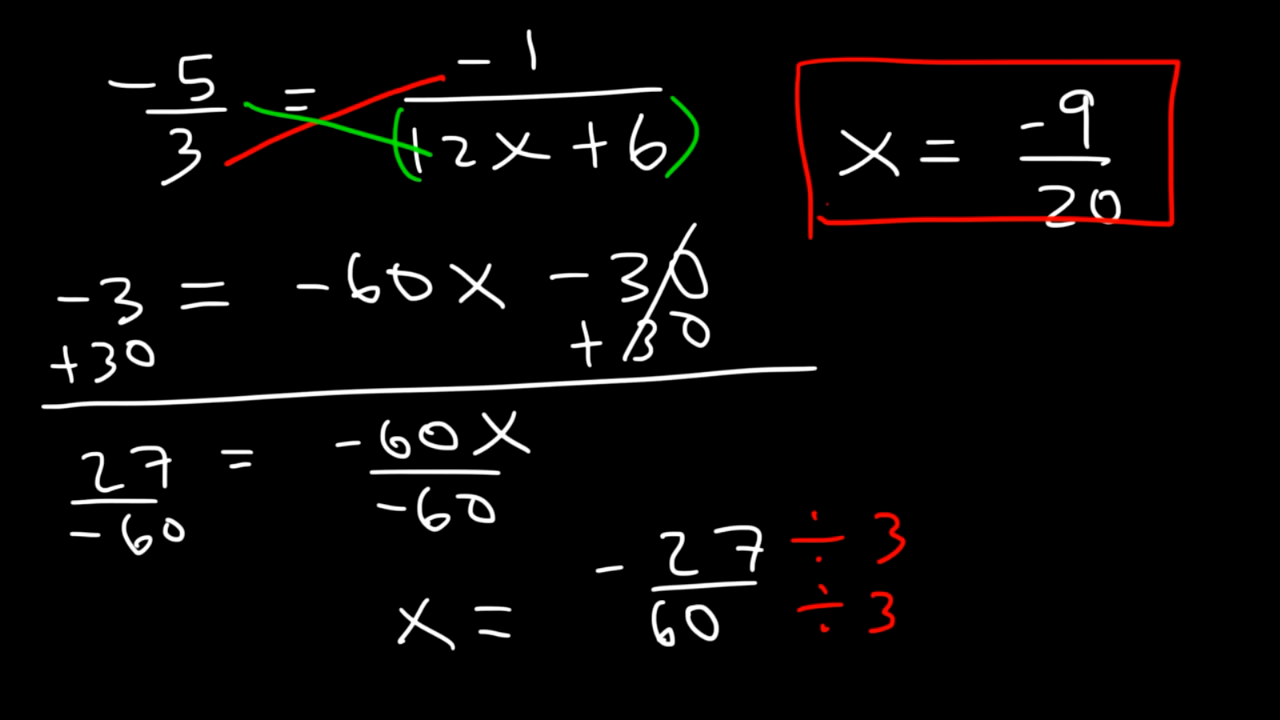 -5/3 = -1/(12x + 6)
x = -9/20
-3 = -60x - 30
+30 + 30
27/-60 = -60x/-60
x = -27/60 ÷ 3 ÷ 3